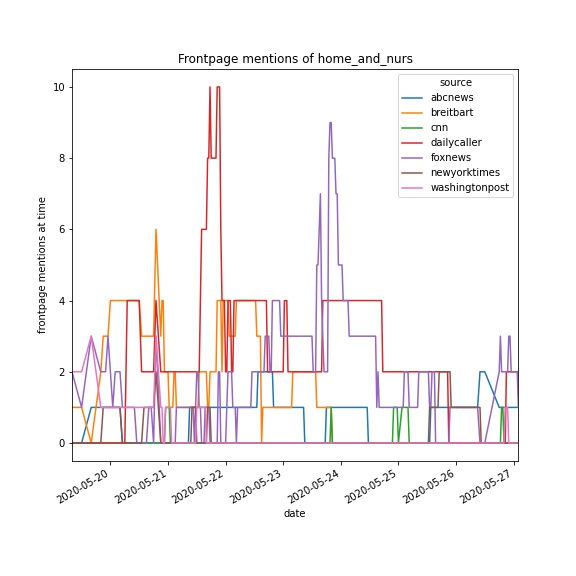 Frontpage mentions of home_and_nurs
source
abcnews
breitbart
cnn
dailycaller
foxnews
newyorktimes
washingtonpost
10
8
6
4
2
0
frontpage mentions at time
2020-05-20
2020-05-21
2020-05-22
2020-05-23
2020-05-24
2020-05-25
2020-05-26
2020-05-27
date